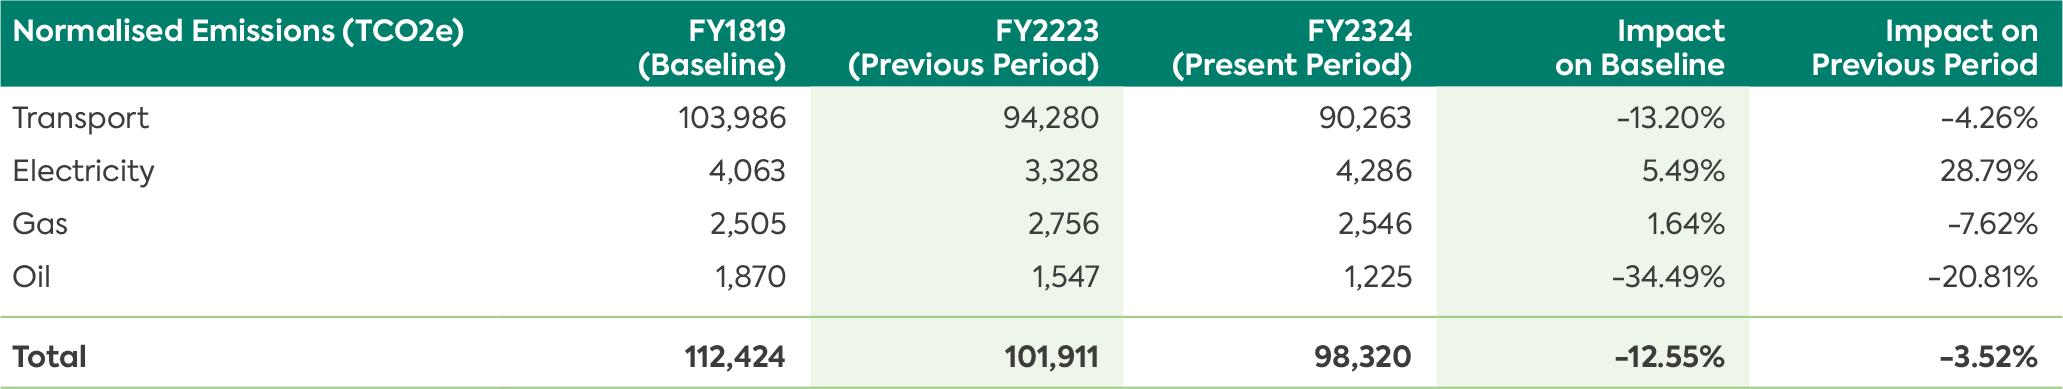 Normalised Emissions (TCO2e) FY1819 FY2223 FY2324 Impact Impact on
(Baseline) (Previous Period) (Present Period) on Baseline Previous Period
Transport 103,986 94,280 90,263 -13.20% -4.26%
Electricity 4,063 3,328 4,286 5.49% 28.79%
Gas 2,505 2,756 2,546 1.64% -7.62%
Oil 1,870 1,547 1,225 -34.49% -20.81%
Total 112,424 101,911 98,320 -12.55% -3.52%